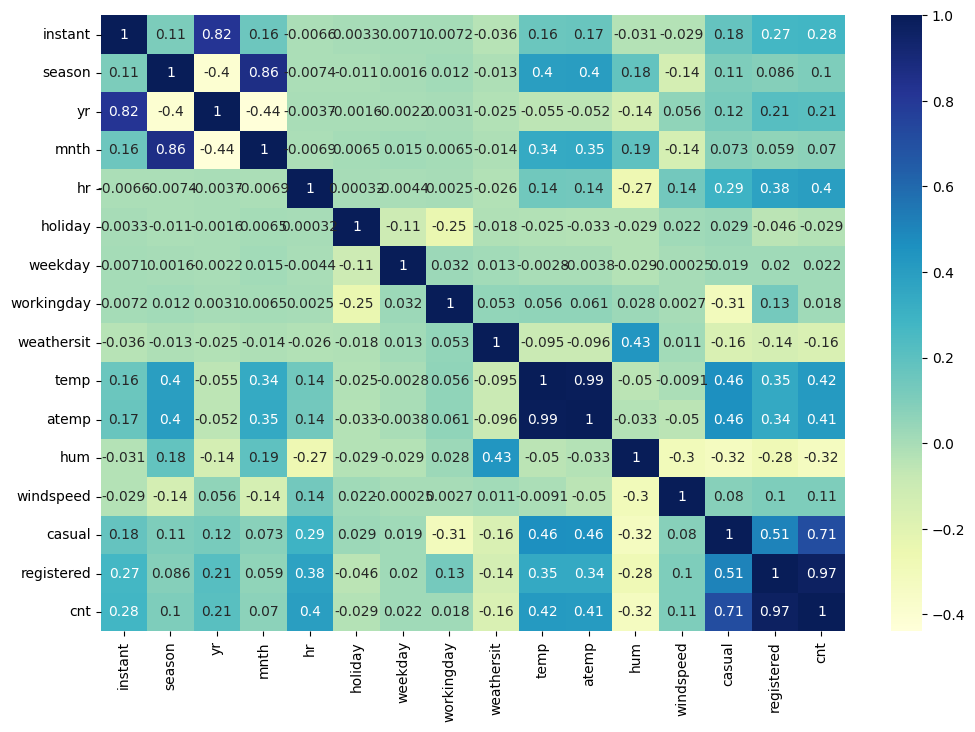 instant 1 0.11 0.82 0.16 -0.0066 0.0033 0.0071 0.0072 -0.036 0.16 0.17 -0.031 -0.029 0.18 0.27 0.28
season 0.11 1 -0.4 0.86 -0.0074 -0.011 0.0016 0.012 -0.013 0.4 0.4 0.18 -0.14 0.11 0.086 0.1
yr 0.82 -0.4 1 -0.44 -0.0037 -0.0016 -0.0022 0.0031 -0.025 -0.055 -0.052 -0.14 0.056 0.12 0.21 0.21
mnth 0.16 0.86 -0.44 1 -0.0069 0.0065 0.015 0.0065 -0.014 0.34 0.35 0.19 -0.14 0.073 0.059 0.07
hr -0.0066 -0.0074 -0.0037 -0.0069 1 0.00032 -0.0044 0.0025 -0.026 0.14 0.14 -0.27 0.14 0.29 0.38 0.4
holiday 0.0033 -0.011 -0.0016 0.0065 0.00032 1 -0.11 -0.25 -0.018 -0.025 -0.033 -0.029 0.022 0.029 -0.046 -0.029
weekday 0.0071 0.0016 -0.0022 0.015 -0.0044 -0.11 1 0.032 0.013 -0.0028 -0.0038 -0.029 -0.00025 0.019 0.02 0.022
workingday 0.0072 0.012 0.0031 0.0065 0.0025 -0.25 0.032 1 0.053 0.056 0.061 0.028 0.0027 -0.31 0.13 0.018
weathersit -0.036 -0.013 -0.025 -0.014 -0.026 -0.018 0.013 0.053 1 -0.095 -0.096 0.43 0.011 -0.16 -0.14 -0.16
temp 0.16 0.4 -0.055 0.34 0.14 -0.025 -0.0028 0.056 -0.095 1 0.99 -0.05 -0.0091 0.46 0.35 0.42
atemp 0.17 0.4 -0.052 0.35 0.14 -0.033 -0.0038 0.061 -0.096 0.99 1 -0.033 -0.05 0.46 0.34 0.41
hum -0.031 0.18 -0.14 0.19 -0.27 -0.029 -0.029 0.028 0.43 -0.05 -0.033 1 -0.3 -0.32 -0.28 -0.32
windspeed -0.029 -0.14 0.056 -0.14 0.14 0.022 -0.00025 0.0027 0.011 -0.0091 -0.05 -0.3 1 0.08 0.1 0.11
casual 0.18 0.11 0.12 0.073 0.29 0.029 0.019 -0.31 -0.16 0.46 0.46 -0.32 0.08 1 0.51 0.71
registered 0.27 0.086 0.21 0.059 0.38 -0.046 0.02 0.13 -0.14 0.35 0.34 -0.28 0.1 0.51 1 0.97
cnt 0.28 0.1 0.21 0.07 0.4 -0.029 0.022 0.018 -0.16 0.42 0.41 -0.32 0.11 0.71 0.97 1
instant season yr mnth hr holiday weekday workingday weathersit temp atemp hum windspeed casual registered cnt
1.0
0.8
0.6
0.4
0.2
0.0
−0.2
−0.4